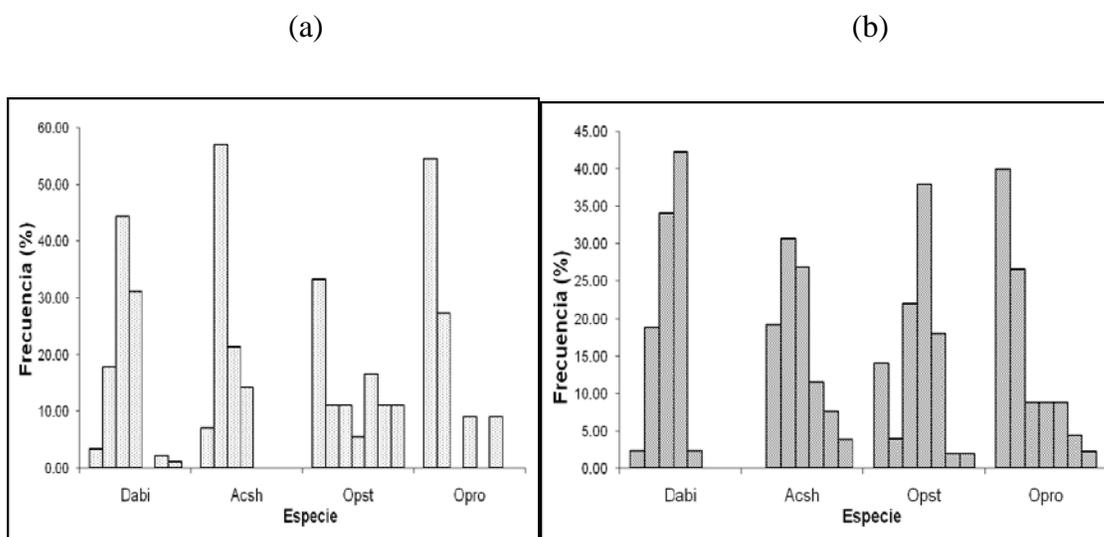 (a)
(b)
Frecuencia (%)
60.00
50.00
40.00
30.00
20.00
10.00
0.00
Dabi Acsh Opst Opro
Especie
Frecuencia (%)
45.00
40.00
35.00
30.00
25.00
20.00
15.00
10.00
5.00
0.00
Dabi Acsh Opst Opro
Especie